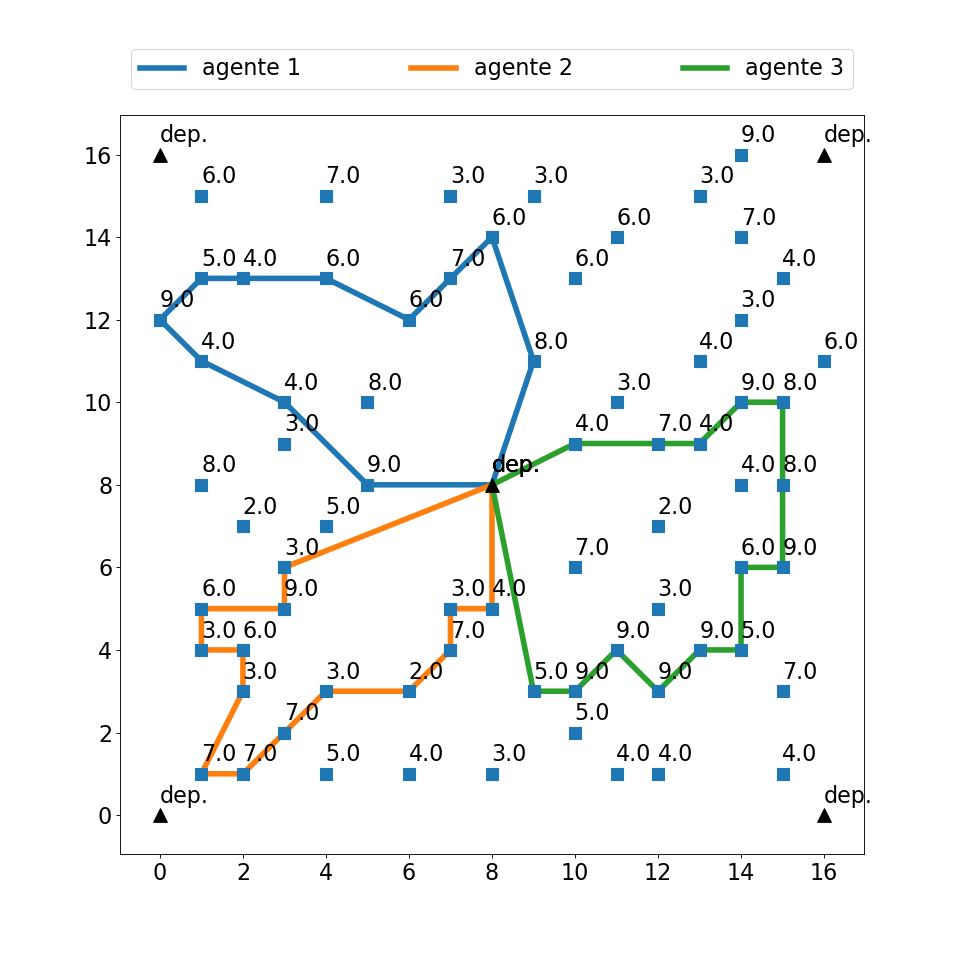 agente 1 agente 2 agente 3
9.0
dep. dep.
16
6.0 7.0 3.0 3.0 3.0
6.0 6.0 7.0
14
5.0 4.0 6.0 7.0 6.0 4.0
9.0 6.0 3.0
12
4.0 8.0 4.0 6.0
4.0 8.0 3.0 9.0 8.0
10
3.0 4.0 7.0 4.0
8.0 9.0 dep. 4.0 8.0
8
2.0 5.0 2.0
3.0 7.0 6.0 9.0
6
6.0 9.0 3.0 4.0 3.0
3.0 6.0 7.0 9.0 9.0 5.0
4
3.0 3.0 2.0 5.0 9.0 9.0 7.0
7.0 5.0
2
7.0 7.0 5.0 4.0 3.0 4.0 4.0 4.0
dep. dep.
0
0 2 4 6 8 10 12 14 16